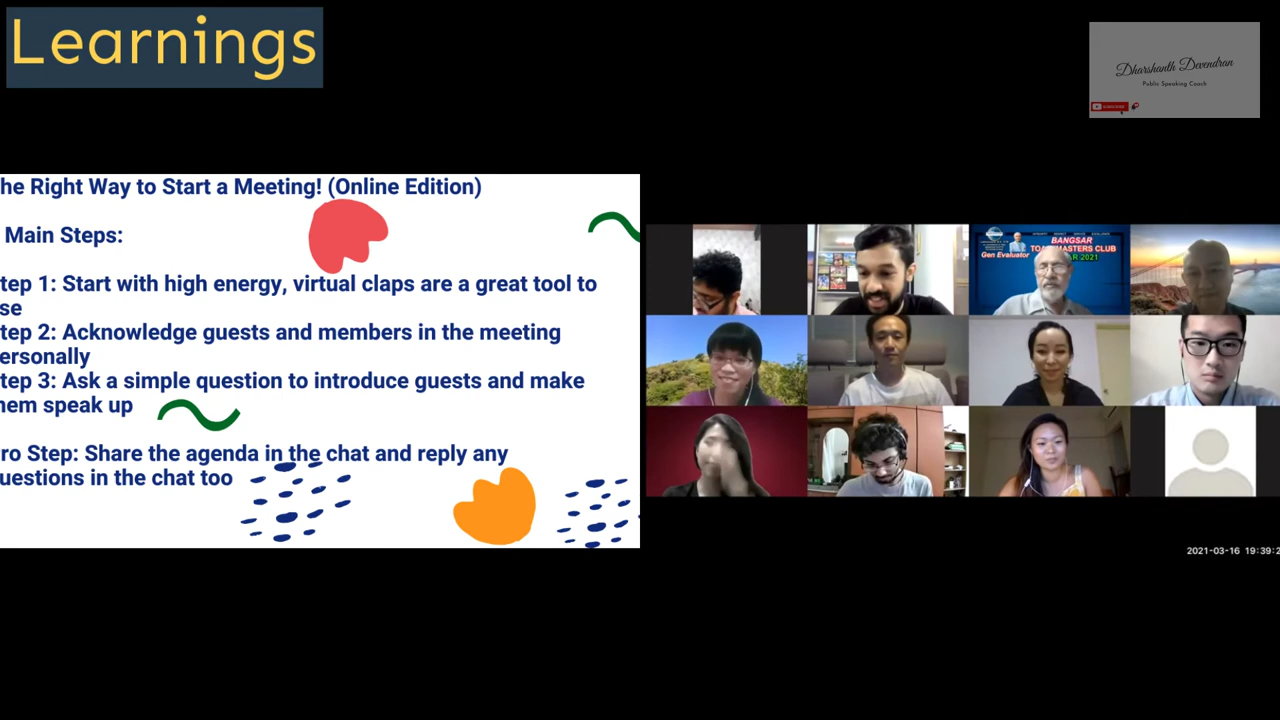 Learnings
Dharshanth Devendran
Public Speaking Coach
SUBSCRIBE
he Right Way to Start a Meeting! (Online Edition)
Main Steps:
tep 1: Start with high energy, virtual claps are a great tool to
se
tep 2: Acknowledge guests and members in the meeting
ersonally
tep 3: Ask a simple question to introduce guests and make
hem speak up
ro Step: Share the agenda in the chat and reply any
uestions in the chat too
BANGSAR
TOASTMASTERS CLUB
Gen Evaluator
R 2021
2021-03-16 19:39:2